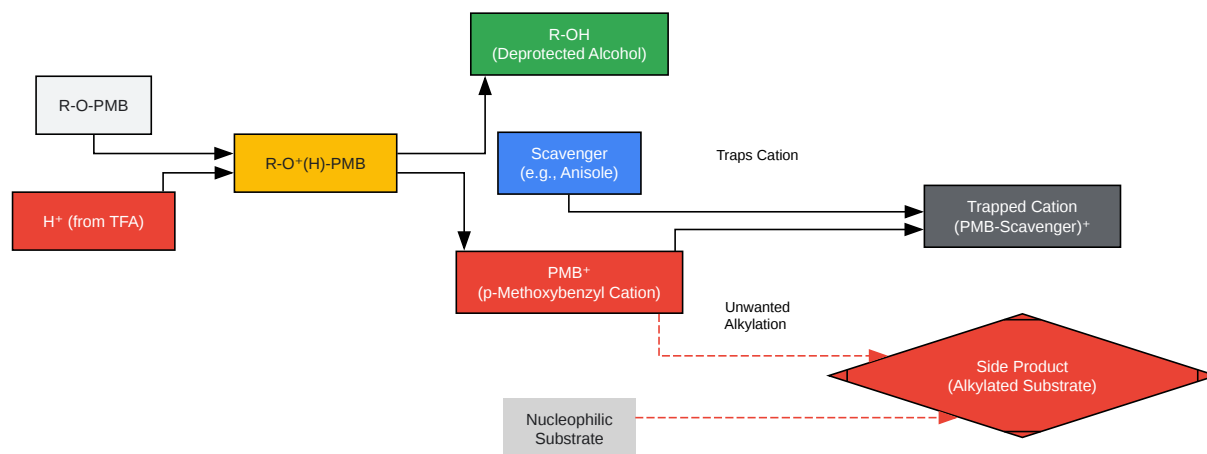 R-OH
(Deprotected Alcohol)
R-O-PMB
R-O⁺(H)-PMB
Scavenger
(e.g., Anisole)
Traps Cation
H⁺ (from TFA)
Trapped Cation
(PMB-Scavenger)⁺
PMB⁺
(p-Methoxybenzyl Cation)
Unwanted
Alkylation
Side Product
(Alkylated Substrate)
Nucleophilic
Substrate